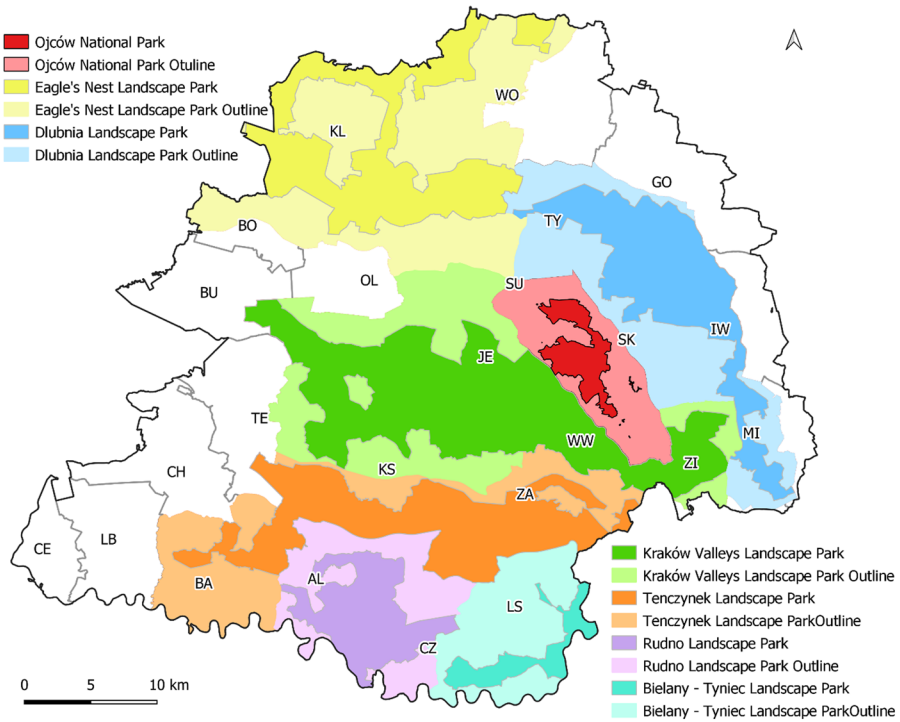 Ojców National Park
Ojców National Park Otuline
Eagle's Nest Landscape Park
Eagle's Nest Landscape Park Outline
Dlubnia Landscape Park
Dlubnia Landscape Park Outline
WO
KL
GO
TY
BO
OL
SU
BU
IW
SK
JE
TE
MI
WW
ZI
KS
CH
ZA
LB
CE
BA
AL
LS
CZ
Kraków Valleys Landscape Park
Kraków Valleys Landscape Park Outline
Tenczynek Landscape Park
Tenczynek Landscape ParkOutline
Rudno Landscape Park
Rudno Landscape Park Outline
Bielany - Tyniec Landscape Park
Bielany - Tyniec Landscape ParkOutline
0 5 10 km